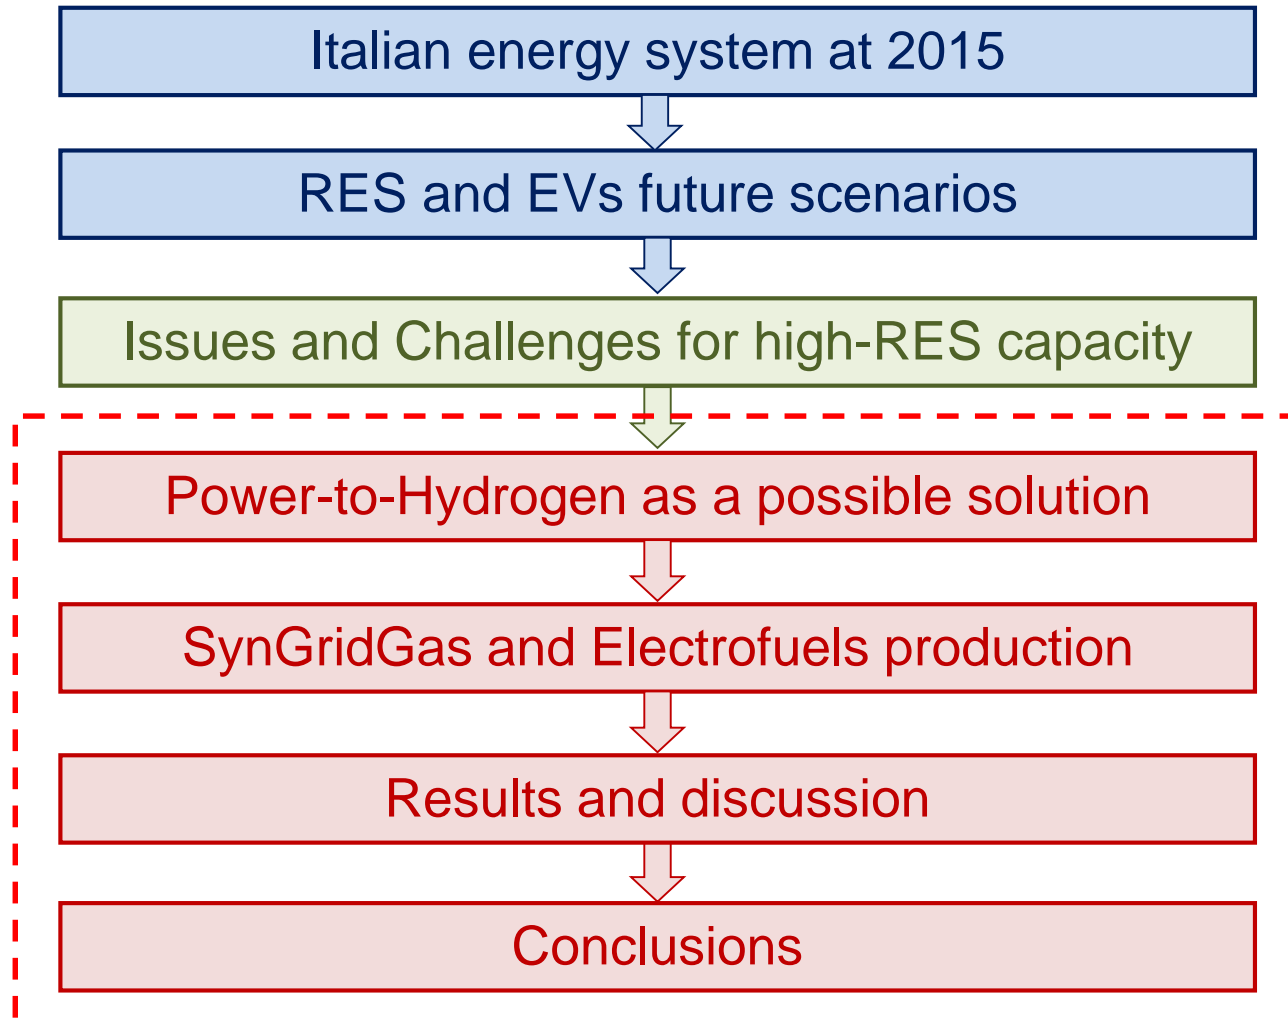 Italian energy system at 2015
RES and EVs future scenarios
Issues and Challenges for high-RES capacity
Power-to-Hydrogen as a possible solution
SynGridGas and Electrofuels production
Results and discussion
Conclusions